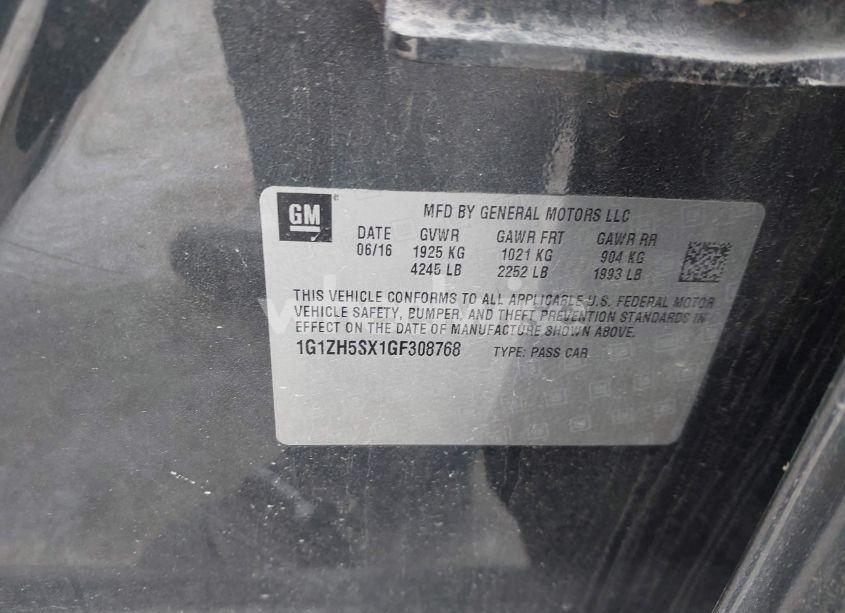 GM
MFD BY GENERAL MOTORS LLC
DATE GVWR GAWR FRT GAWR RR
06/16 1925 KG 1021 KG 904 KG
4245 LB 2252 LB 1993 LB
THIS VEHICLE CONFORMS TO ALL APPLICABLE U.S. FEDERAL MOTOR
VEHICLE SAFETY, BUMPER, AND THEFT PREVENTION STANDARDS IN
EFFECT ON THE DATE OF MANUFACTURE SHOWN ABOVE.
1G1ZH5SX1GF308768 TYPE: PASS CAR